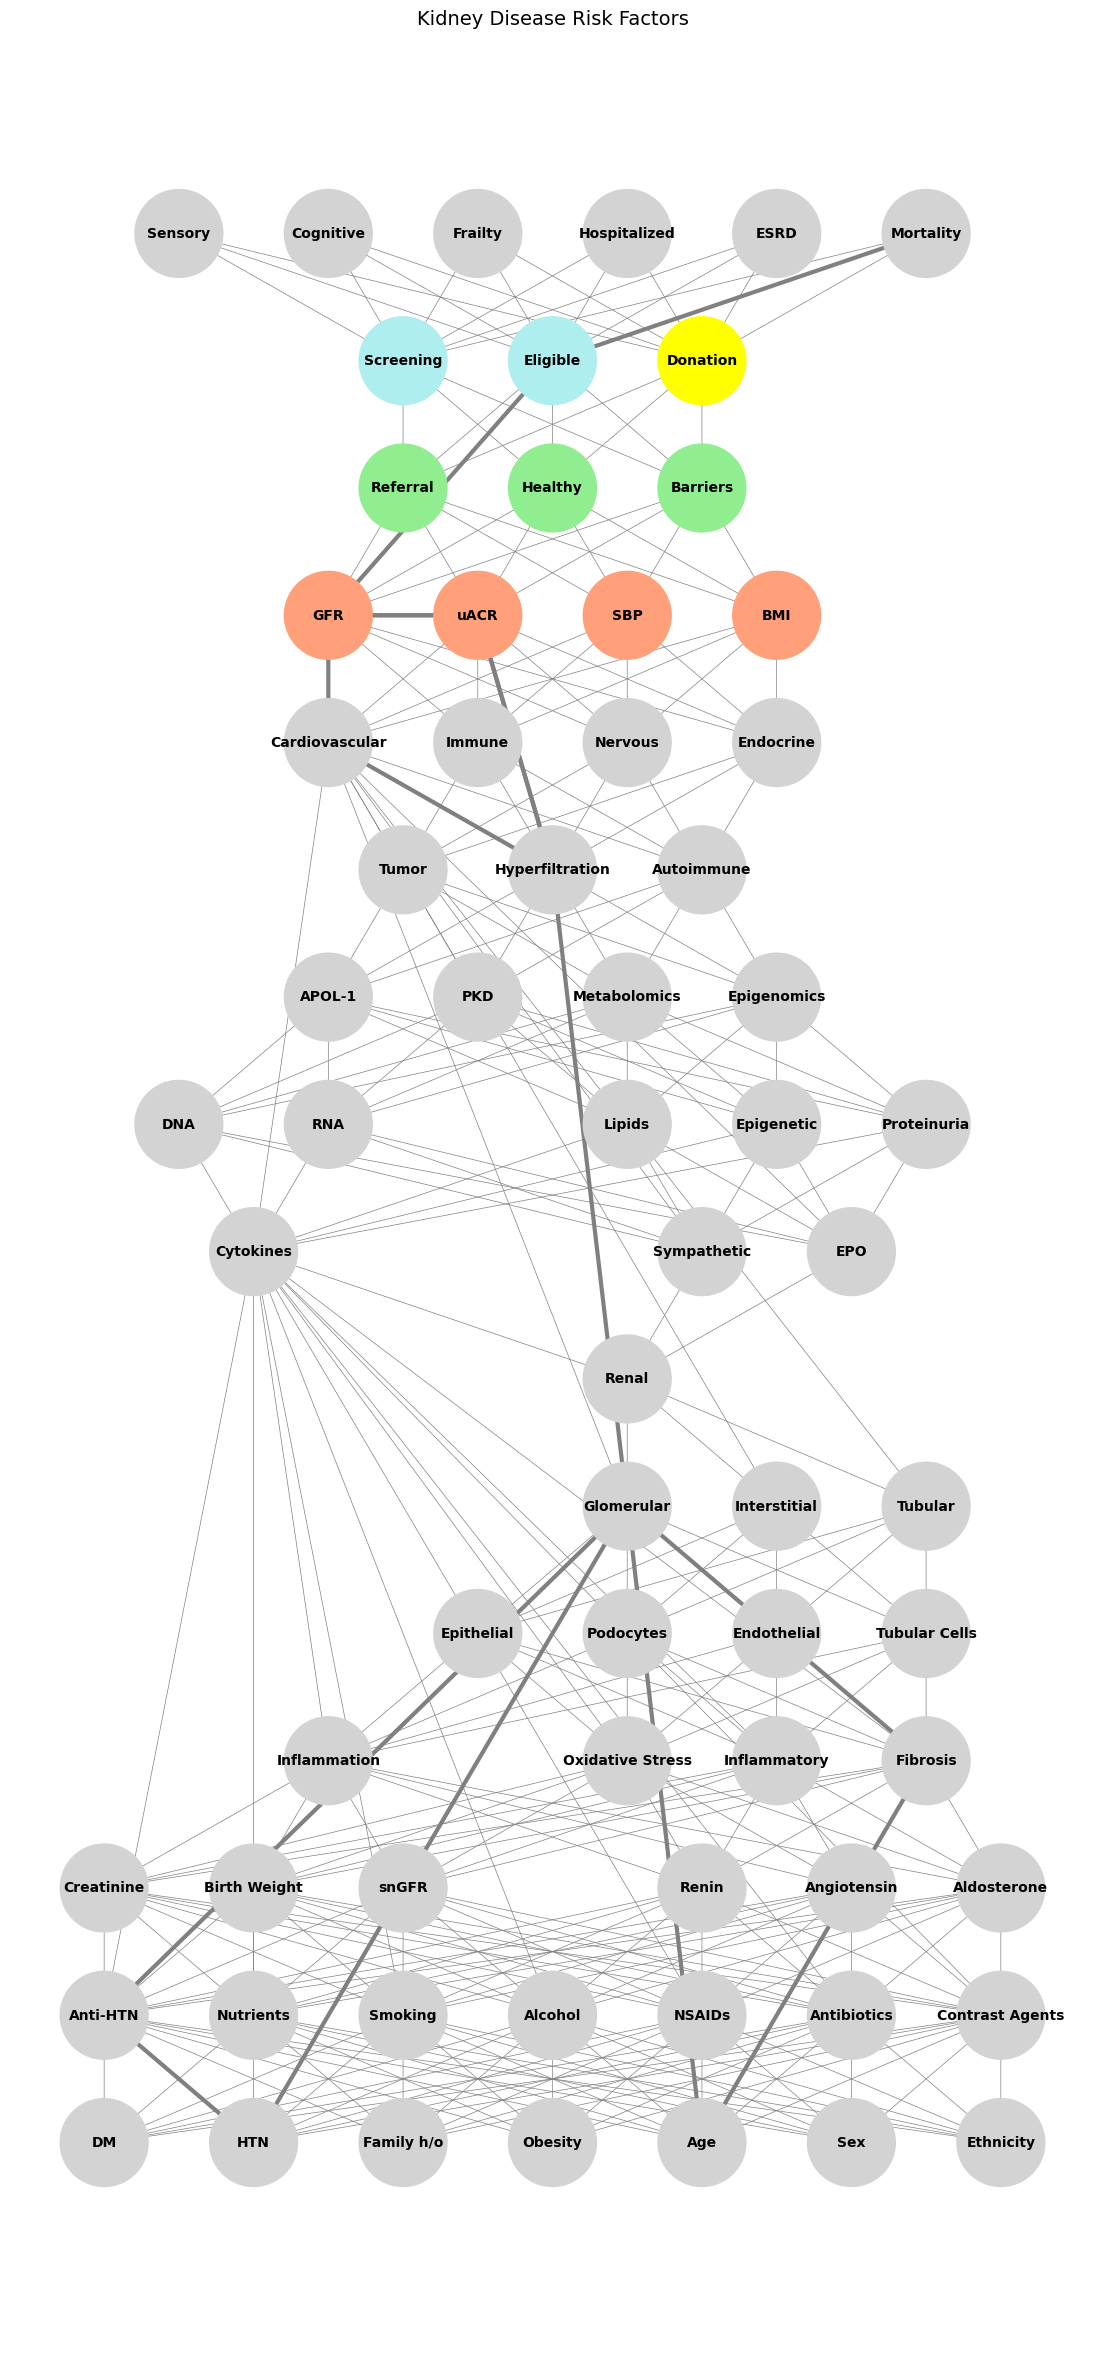 Kidney Disease Risk Factors
Sensory
Cognitive
Frailty
Hospitalized
ESRD
Mortality
Screening
Eligible
Donation
Referral
Healthy
Barriers
GFR
uACR
SBP
BMI
Cardiovascular
Immune
Nervous
Endocrine
Tumor
Hyperfiltration
Autoimmune
APOL-1
PKD
Metabolomics
Epigenomics
DNA
RNA
Lipids
Epigenetic
Proteinuria
Cytokines
Sympathetic
EPO
Renal
Glomerular
Interstitial
Tubular
Epithelial
Podocytes
Endothelial
Tubular Cells
Inflammation
Oxidative Stress
Inflammatory
Fibrosis
Creatinine
Birth Weight
snGFR
Renin
Angiotensin
Aldosterone
Anti-HTN
Nutrients
Smoking
Alcohol
NSAIDs
Antibiotics
Contrast Agents
DM
HTN
Family h/o
Obesity
Age
Sex
Ethnicity